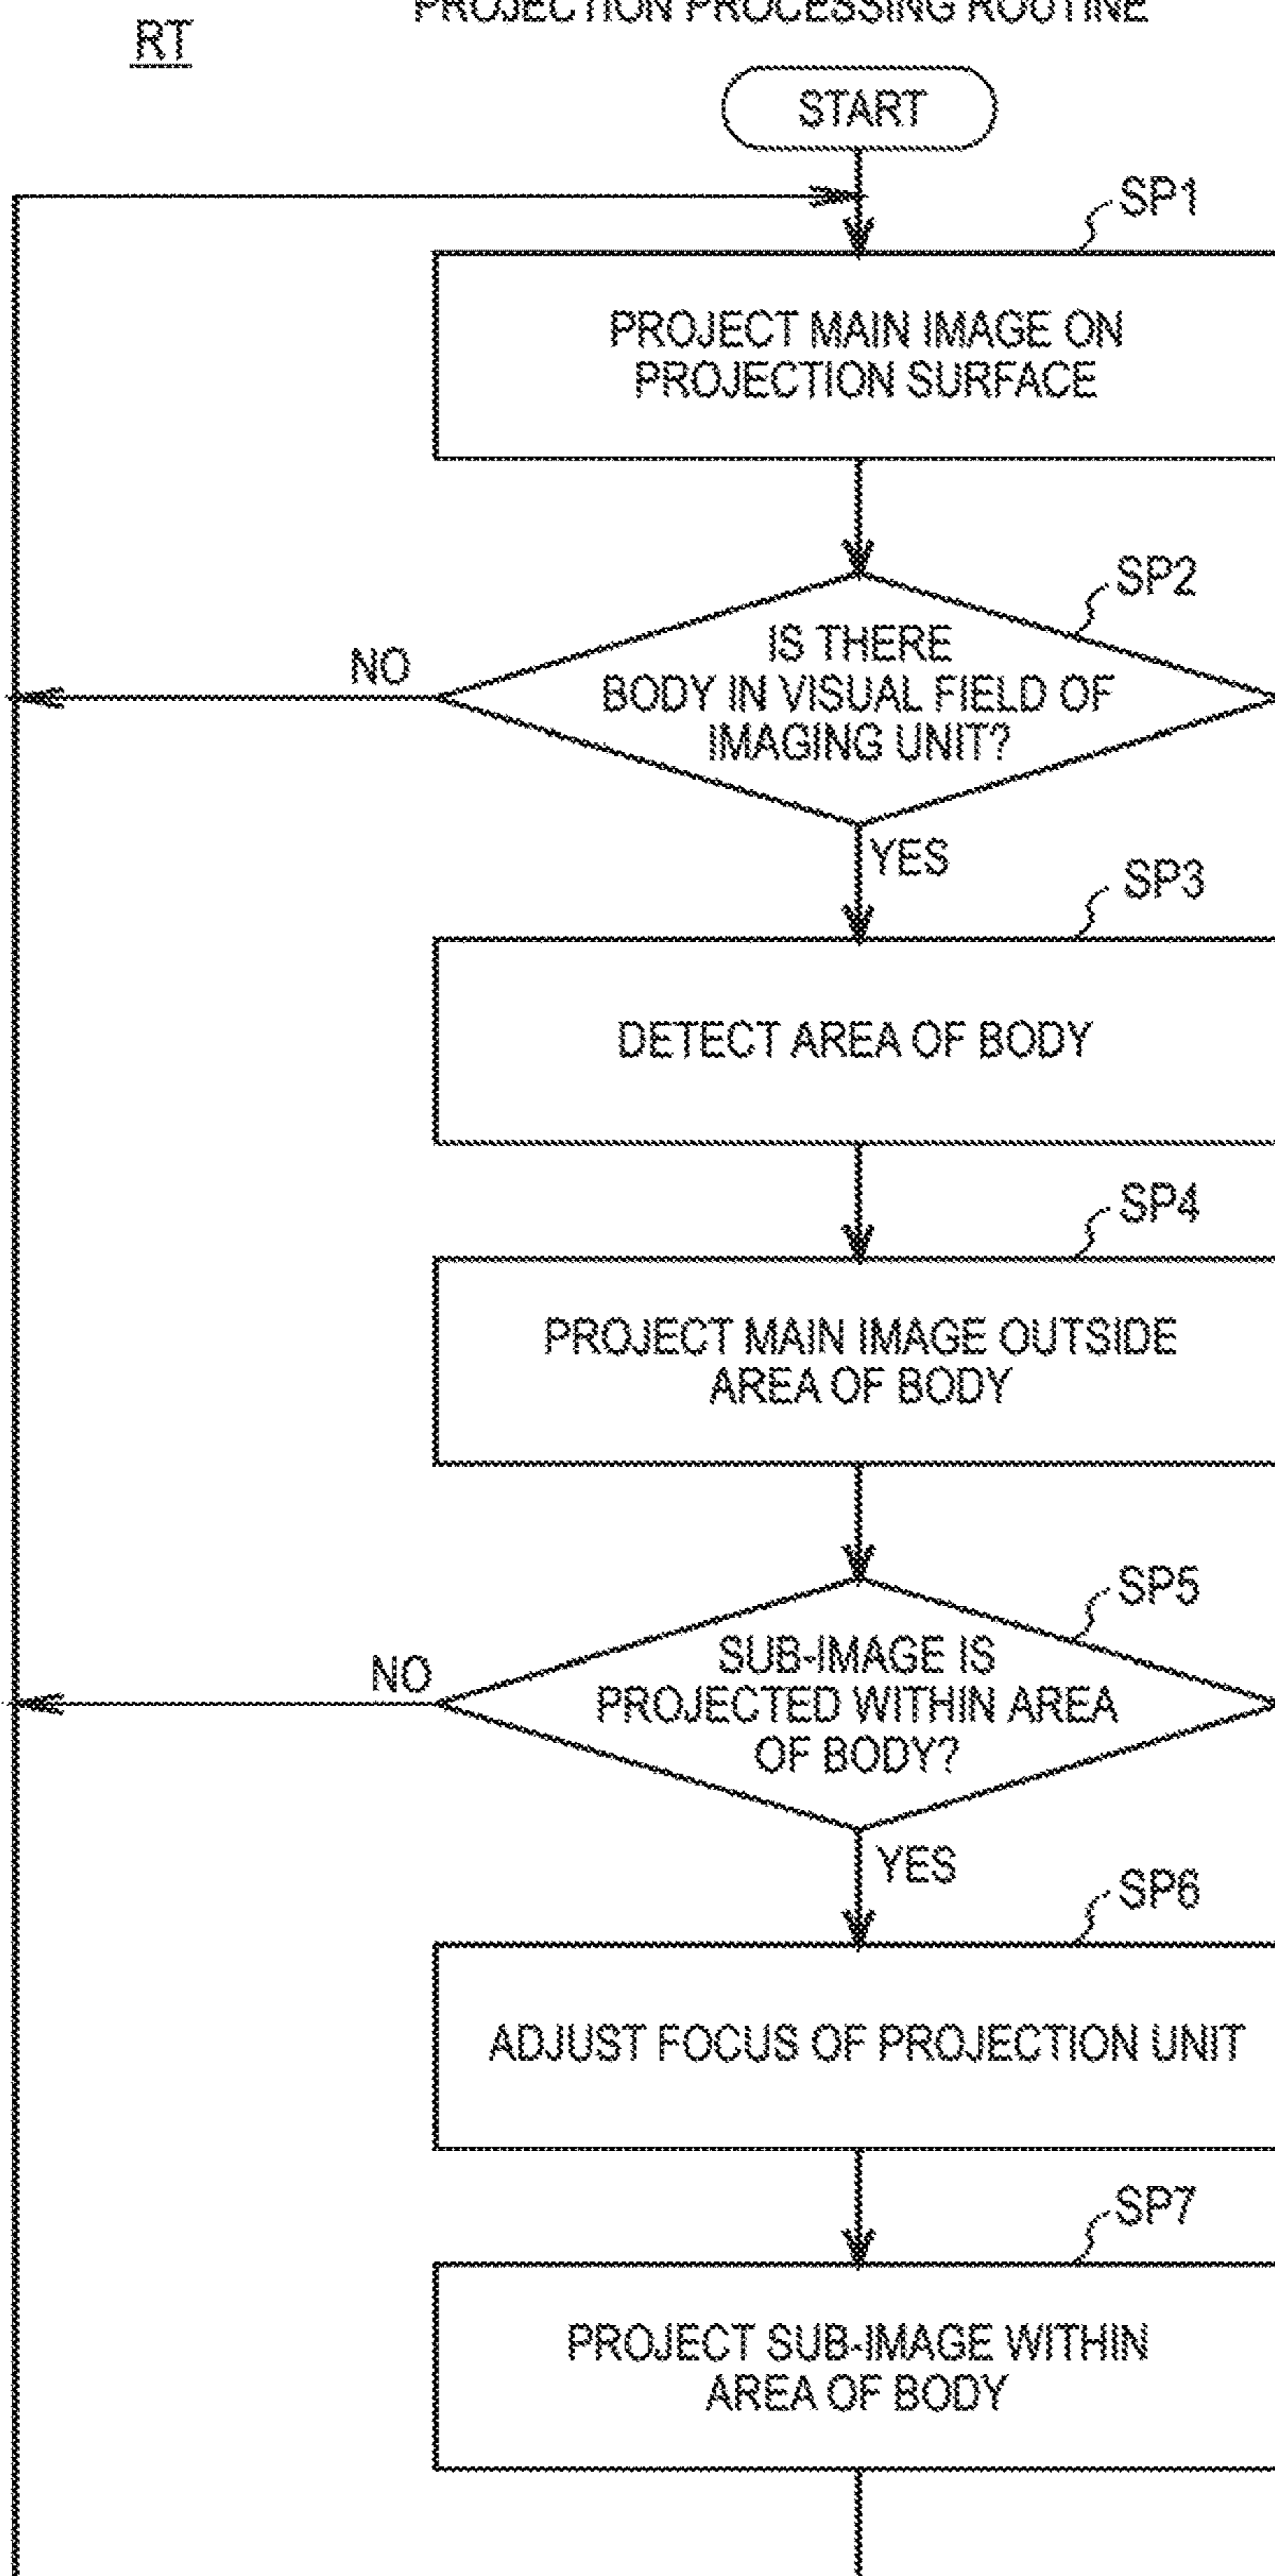 PROJECTION PROCESSING ROUTINE
RT
START
SP1
PROJECT MAIN IMAGE ON
PROJECTION SURFACE
SP2
IS THERE
BODY IN VISUAL FIELD OF
IMAGING UNIT?
NO
YES
SP3
DETECT AREA OF BODY
SP4
PROJECT MAIN IMAGE OUTSIDE
AREA OF BODY
SP5
SUB-IMAGE IS
PROJECTED WITHIN AREA
OF BODY?
NO
YES
SP6
ADJUST FOCUS OF PROJECTION UNIT
SP7
PROJECT SUB-IMAGE WITHIN
AREA OF BODY